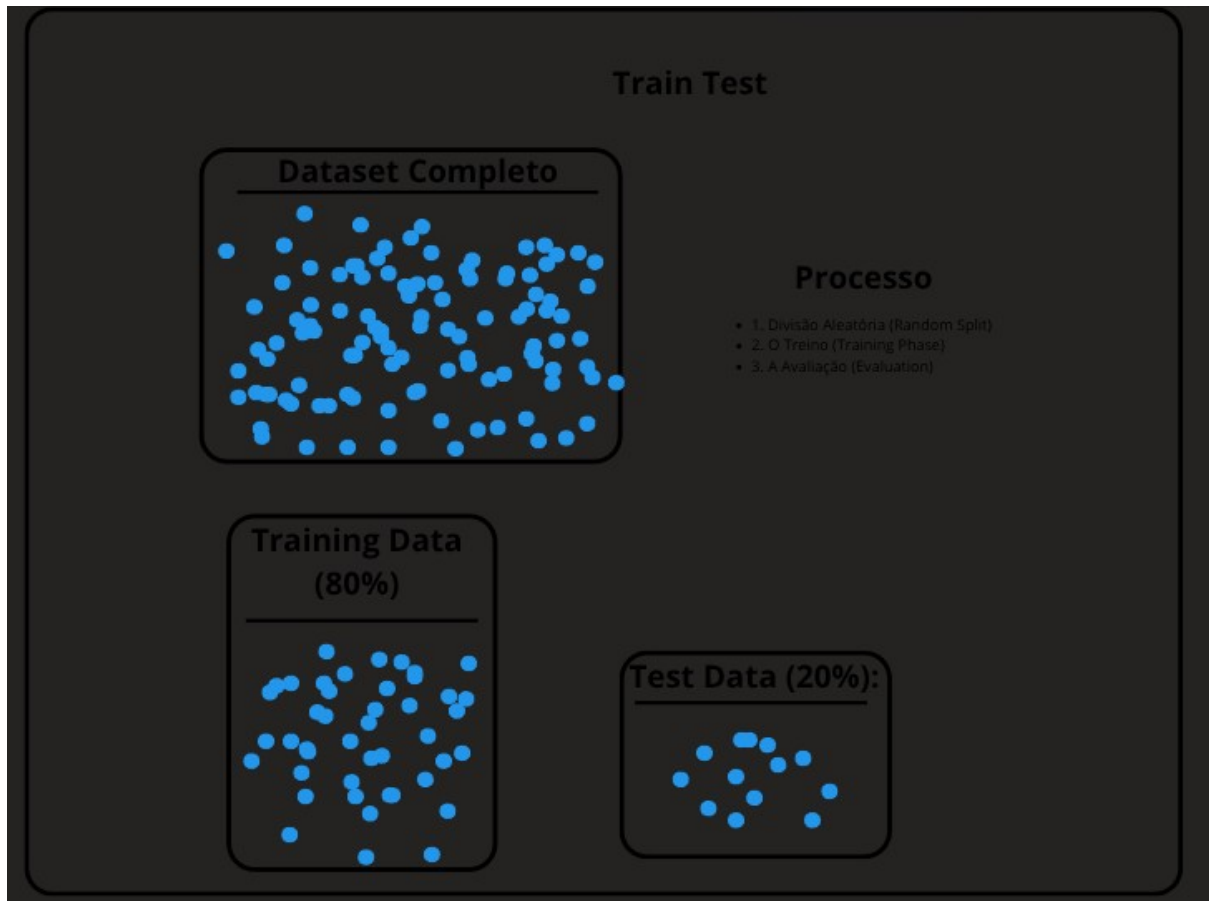 Train Test
Dataset Completo
Processo
1. Divisão Aleatória (Random Split)
2. O Treino (Training Phase)
3. A Avaliação (Evaluation)
Training Data
(80%)
Test Data (20%):